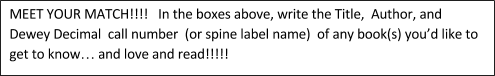 MEET YOUR MATCH!!!!   In the boxes above, write the Title,  Author, and
Dewey Decimal  call number  (or spine label name)  of any book(s) you’d like to
get to know… and love and read!!!!!